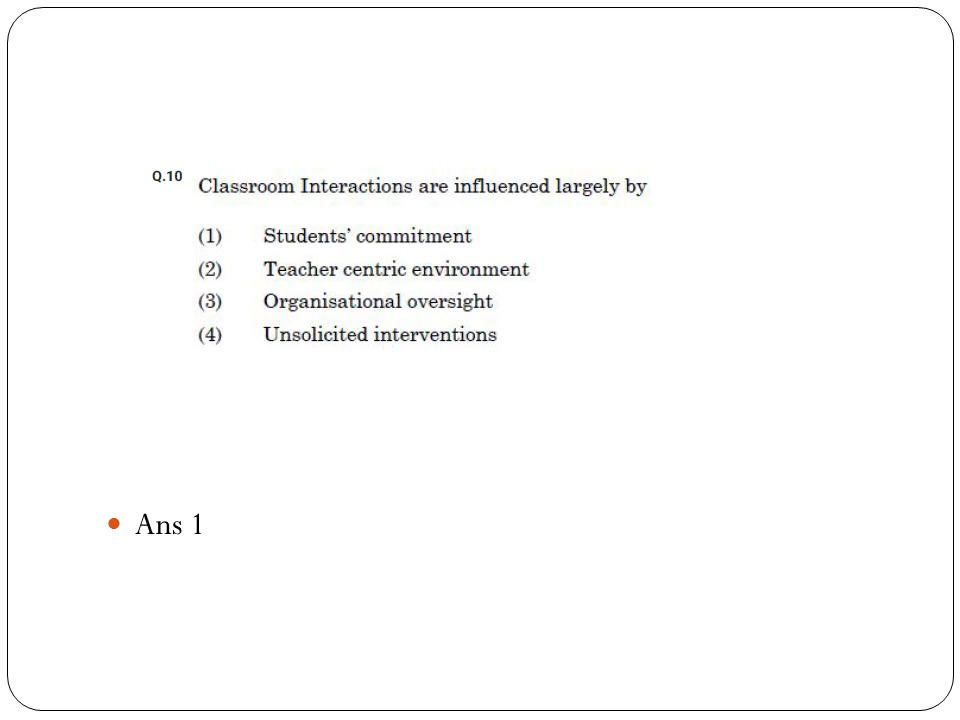 Q.10 Classroom Interactions are influenced largely by
(1) Students' commitment
(2) Teacher centric environment
(3) Organisational oversight
(4) Unsolicited interventions
• Ans 1